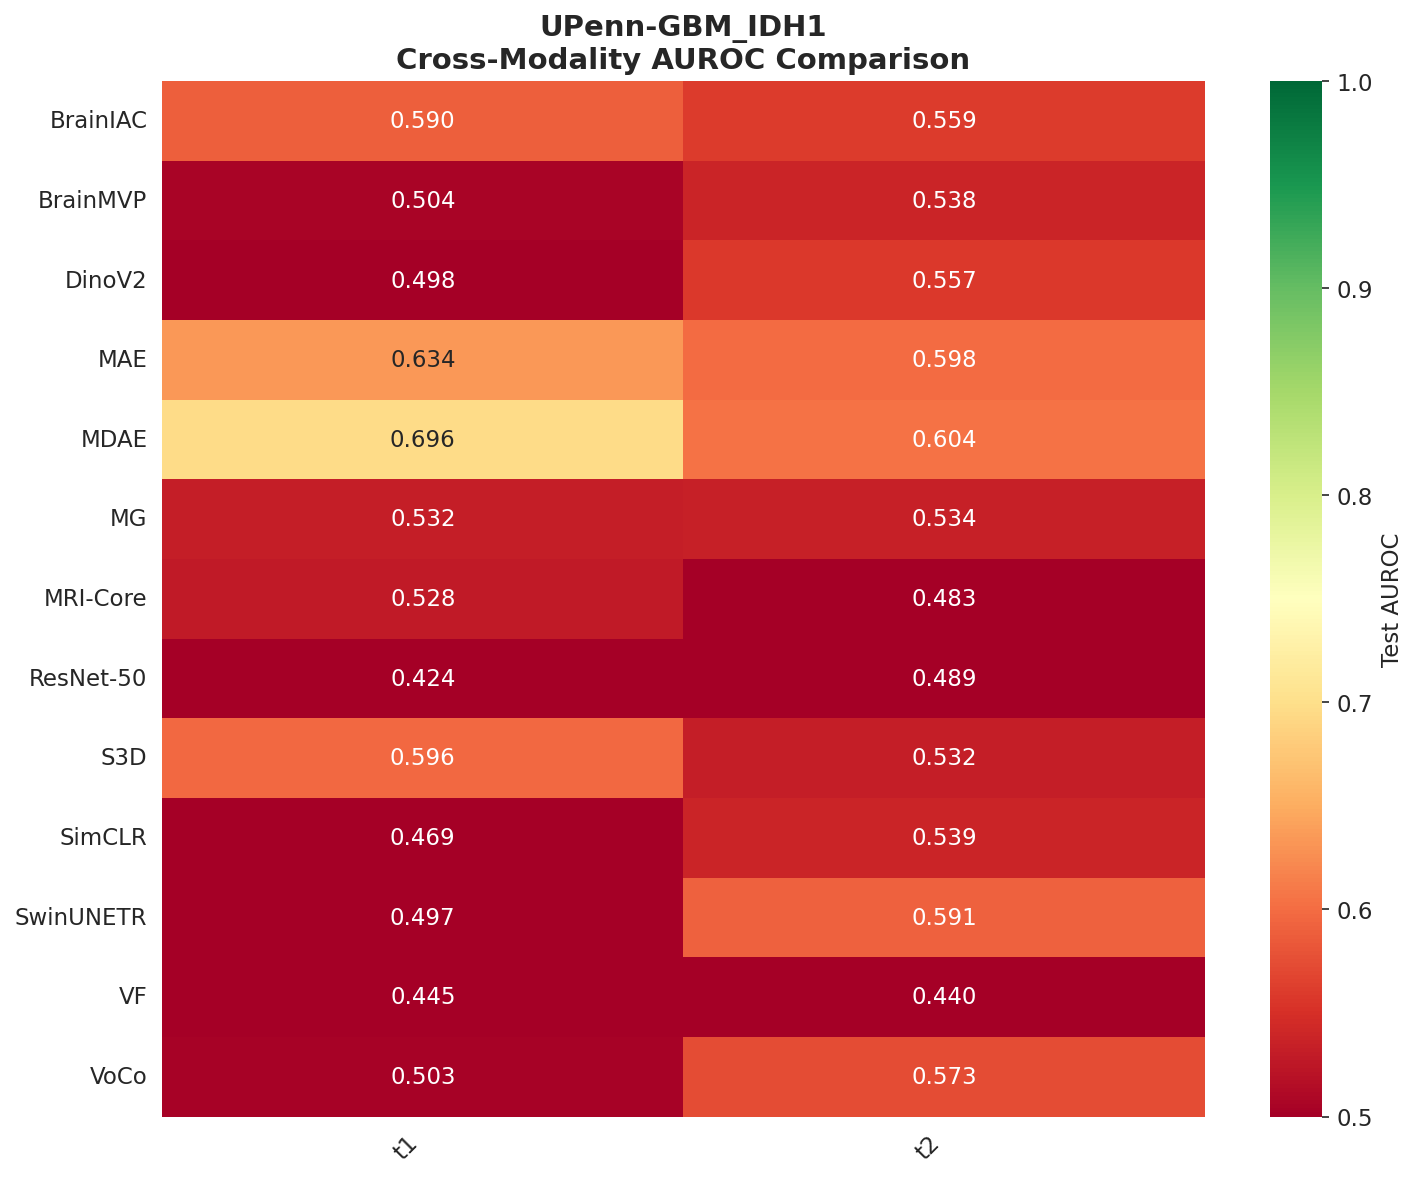 UPenn-GBM_IDH1
Cross-Modality AUROC Comparison
BrainIAC 0.590 0.559
BrainMVP 0.504 0.538
DinoV2 0.498 0.557
MAE 0.634 0.598
MDAE 0.696 0.604
MG 0.532 0.534
MRI-Core 0.528 0.483
ResNet-50 0.424 0.489
S3D 0.596 0.532
SimCLR 0.469 0.539
SwinUNETR 0.497 0.591
VF 0.445 0.440
VoCo 0.503 0.573
t1 t2
1.0
0.9
0.8
0.7
0.6
0.5
Test AUROC